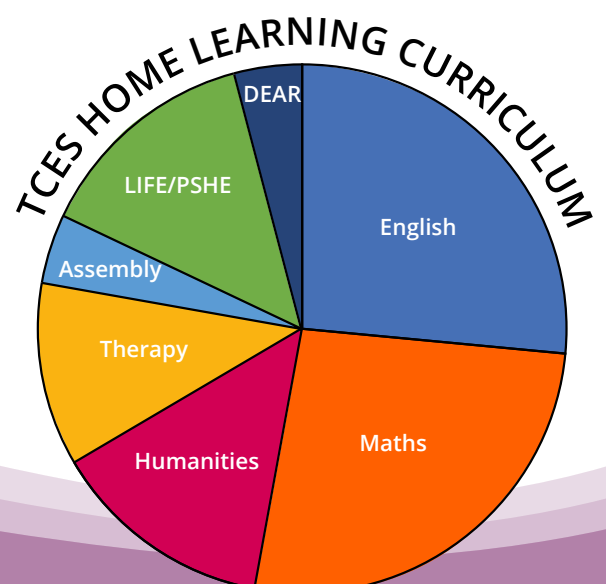 TCES HOME LEARNING CURRICULUM
DEAR
LIFE/PSHE
English
Assembly
Therapy
Maths
Humanities